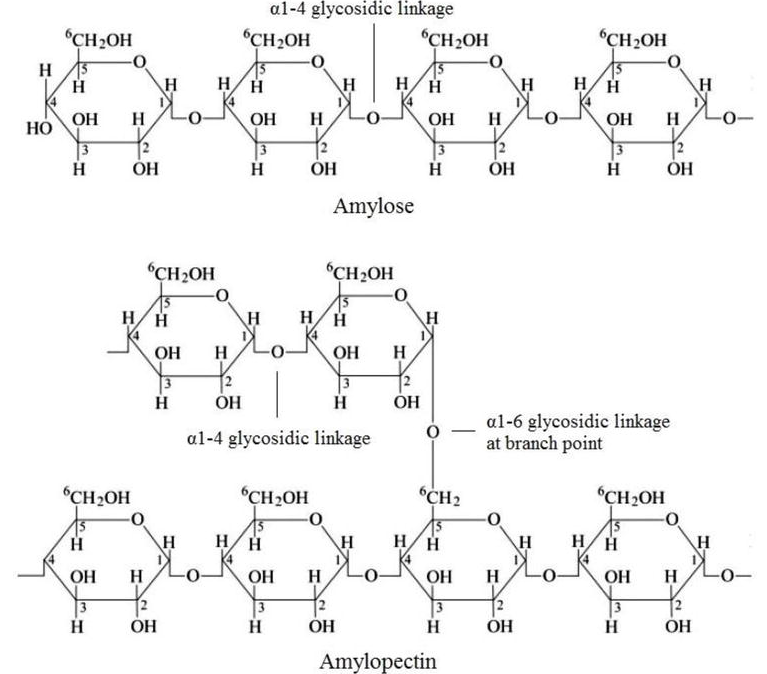 α1-4 glycosidic linkage
⁶CH₂OH ⁶CH₂OH ⁶CH₂OH ⁶CH₂OH
H 5 O 5 O 5 O 5 O
H H H H H H H H H H H
4 1 4 1 4 1 4 1
HO OH H O OH H O OH H O OH H O
3 2 3 2 3 2 3 2
H OH H OH H OH H OH
Amylose
⁶CH₂OH ⁶CH₂OH
5 O 5 O
H H H H H H
4 1 4 1
OH H O OH H
3 2 3 2
H OH H OH
α1-4 glycosidic linkage
O
α1-6 glycosidic linkage
at branch point
⁶CH₂OH ⁶CH₂OH ⁶CH₂ ⁶CH₂OH
5 O 5 O 5 O 5 O
H H H H H H H H H H H
4 1 4 1 4 1 4 1
OH H O OH H O OH H O OH H O
3 2 3 2 3 2 3 2
H OH H OH H OH H OH
Amylopectin